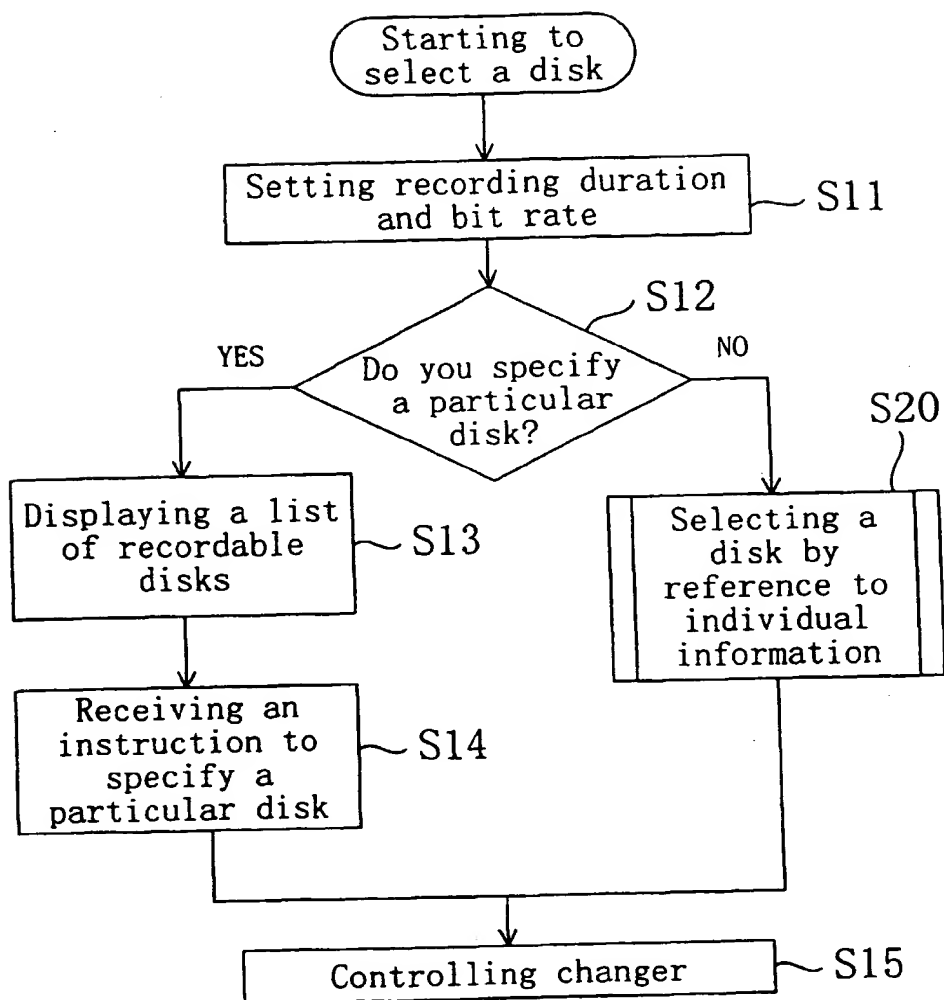 Starting to
select a disk
Setting recording duration
and bit rate
S11
S12
YES
NO
Do you specify
a particular
disk?
S20
Displaying a list
of recordable
disks
S13
Selecting a
disk by
reference to
individual
information
Receiving an
instruction to
specify a
particular disk
S14
Controlling changer
S15